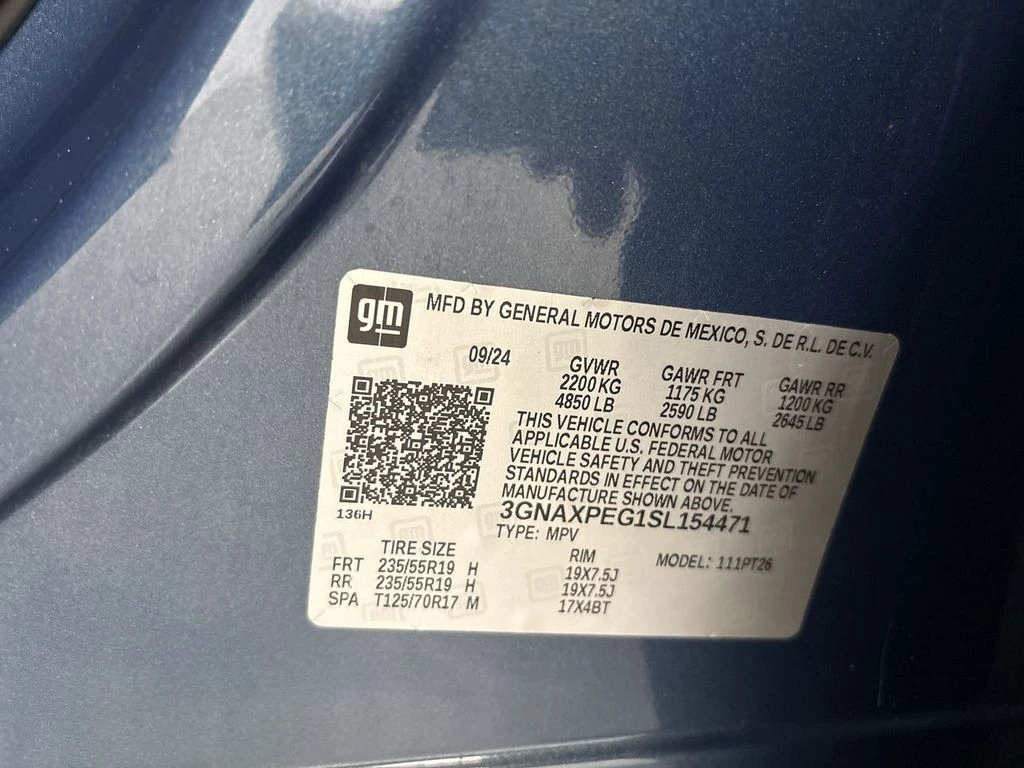 gm
MFD BY GENERAL MOTORS DE MEXICO, S. DE R.L. DE C.V.
09/24
GVWR GAWR FRT GAWR RR
2200 KG 1175 KG 1200 KG
4850 LB 2590 LB 2645 LB
THIS VEHICLE CONFORMS TO ALL
APPLICABLE U.S. FEDERAL MOTOR
VEHICLE SAFETY AND THEFT PREVENTION
STANDARDS IN EFFECT ON THE DATE OF
MANUFACTURE SHOWN ABOVE.
136H
3GNAXPEG1SL154471
TYPE: MPV
TIRE SIZE RIM MODEL: 111PT26
FRT 235/55R19 H 19X7.5J
RR 235/55R19 H 19X7.5J
SPA T125/70R17 M 17X4BT